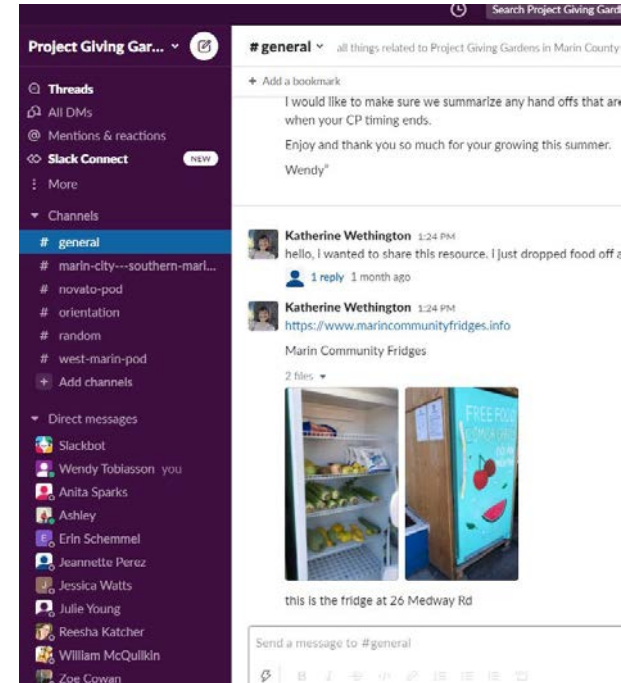 Search Project Giving Gard
Project Giving Gar...
# general
all things related to Project Giving Gardens in Marin County
+ Add a bookmark
Threads
All DMs
@ Mentions & reactions
Slack Connect NEW
More
Channels
# general
# marin-city---southern-mari...
# novato-pod
# orientation
# random
# west-marin-pod
+ Add channels
Direct messages
Slackbot
Wendy Tobiasson you
Anita Sparks
Ashley
Erin Schemmel
Jeannette Perez
Jessica Watts
Julie Young
Reesha Katcher
William McQuilkin
Zoe Cowan
I would like to make sure we summarize any hand offs that are
when your CP timing ends.
Enjoy and thank you so much for your growing this summer.
Wendy"
Katherine Wethington 1:24 PM
hello, i wanted to share this resource. i just dropped food off a
1 reply 1 month ago
Katherine Wethington 1:24 PM
https://www.marincommunityfridges.info
Marin Community Fridges
2 files
FREE FOOD
this is the fridge at 26 Medway Rd
Send a message to #general